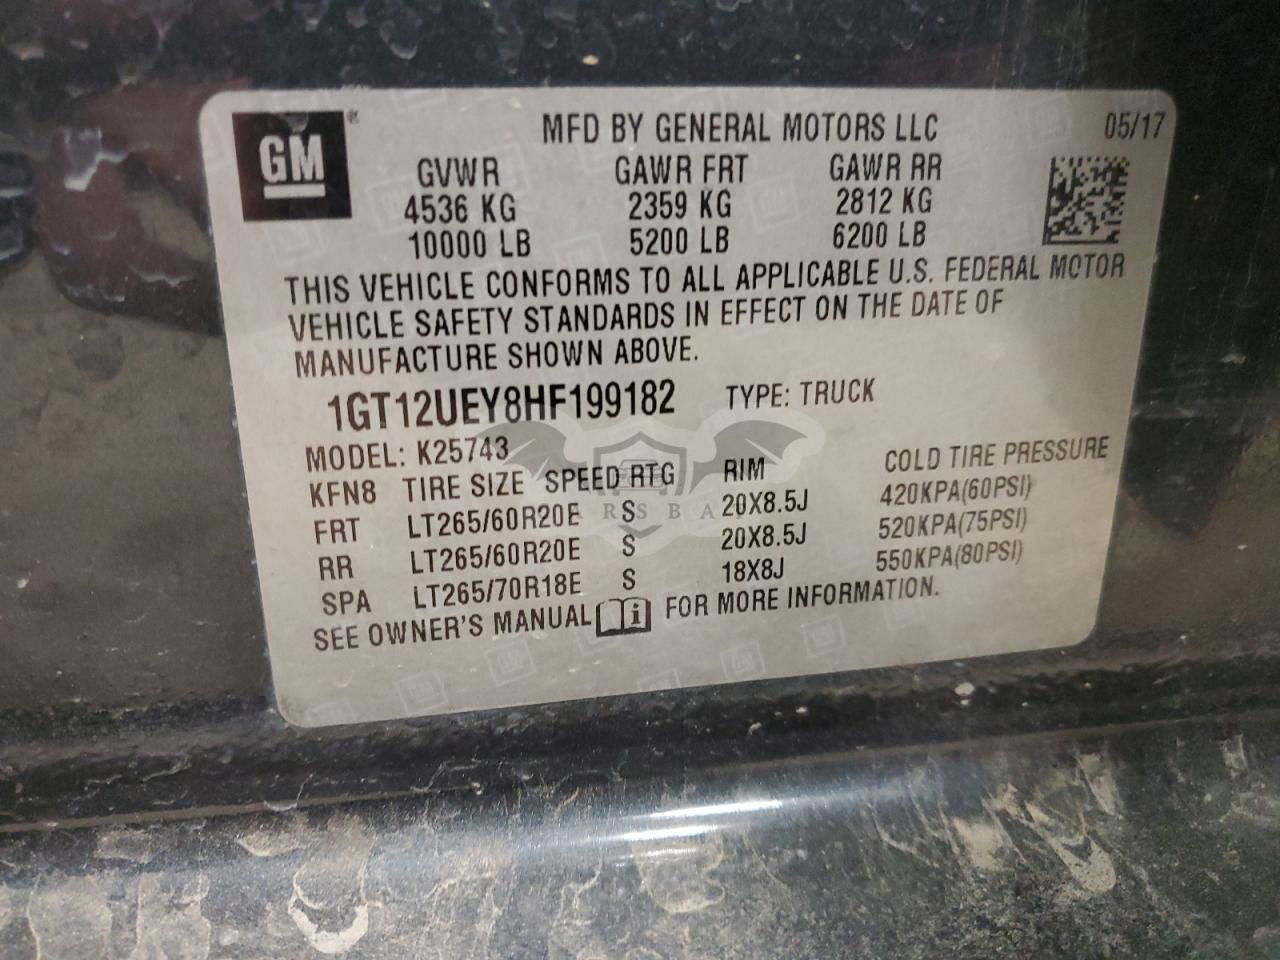 GM ®
MFD BY GENERAL MOTORS LLC 05/17
GVWR GAWR FRT GAWR RR
4536 KG 2359 KG 2812 KG
10000 LB 5200 LB 6200 LB
THIS VEHICLE CONFORMS TO ALL APPLICABLE U.S. FEDERAL MOTOR
VEHICLE SAFETY STANDARDS IN EFFECT ON THE DATE OF
MANUFACTURE SHOWN ABOVE.
1GT12UEY8HF199182 TYPE: TRUCK
MODEL: K25743
KFN8 TIRE SIZE SPEED RTG RIM COLD TIRE PRESSURE
FRT LT265/60R20E S 20X8.5J 420KPA(60PSI)
RR LT265/60R20E S 20X8.5J 520KPA(75PSI)
SPA LT265/70R18E S 18X8J 550KPA(80PSI)
SEE OWNER'S MANUAL i FOR MORE INFORMATION.